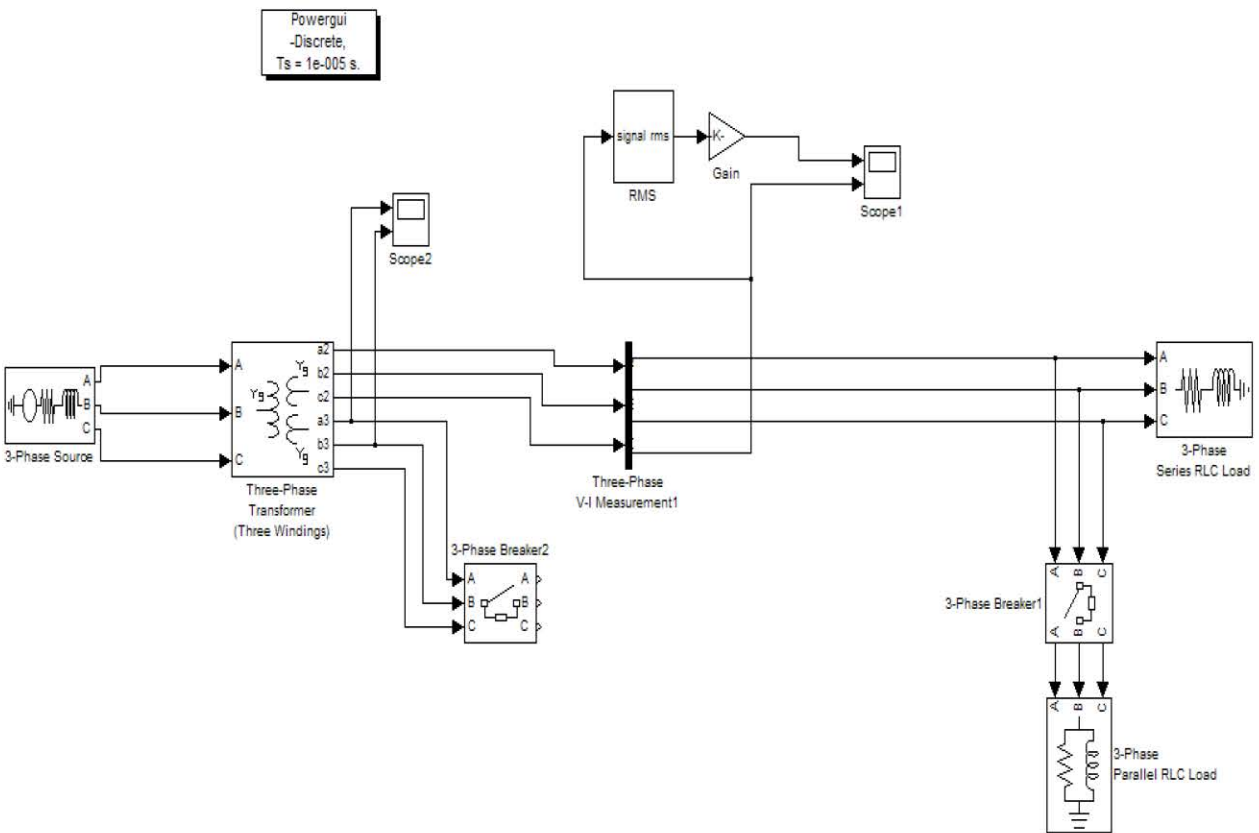 Powergui
-Discrete,
Ts = 1e-005 s.
signal rms
RMS
K-
Gain
Scope1
Scope2
A
B
C
3-Phase Source
A
B
C
Yg
Yg
Yg
a2
b2
c2
a3
b3
c3
Three-Phase
Transformer
(Three Windings)
Three-Phase
V-I Measurement1
A
B
C
3-Phase
Series RLC Load
3-Phase Breaker2
A
B
C
A
B
C
3-Phase Breaker1
A
B
C
A
B
C
A
B
C
3-Phase
Parallel RLC Load